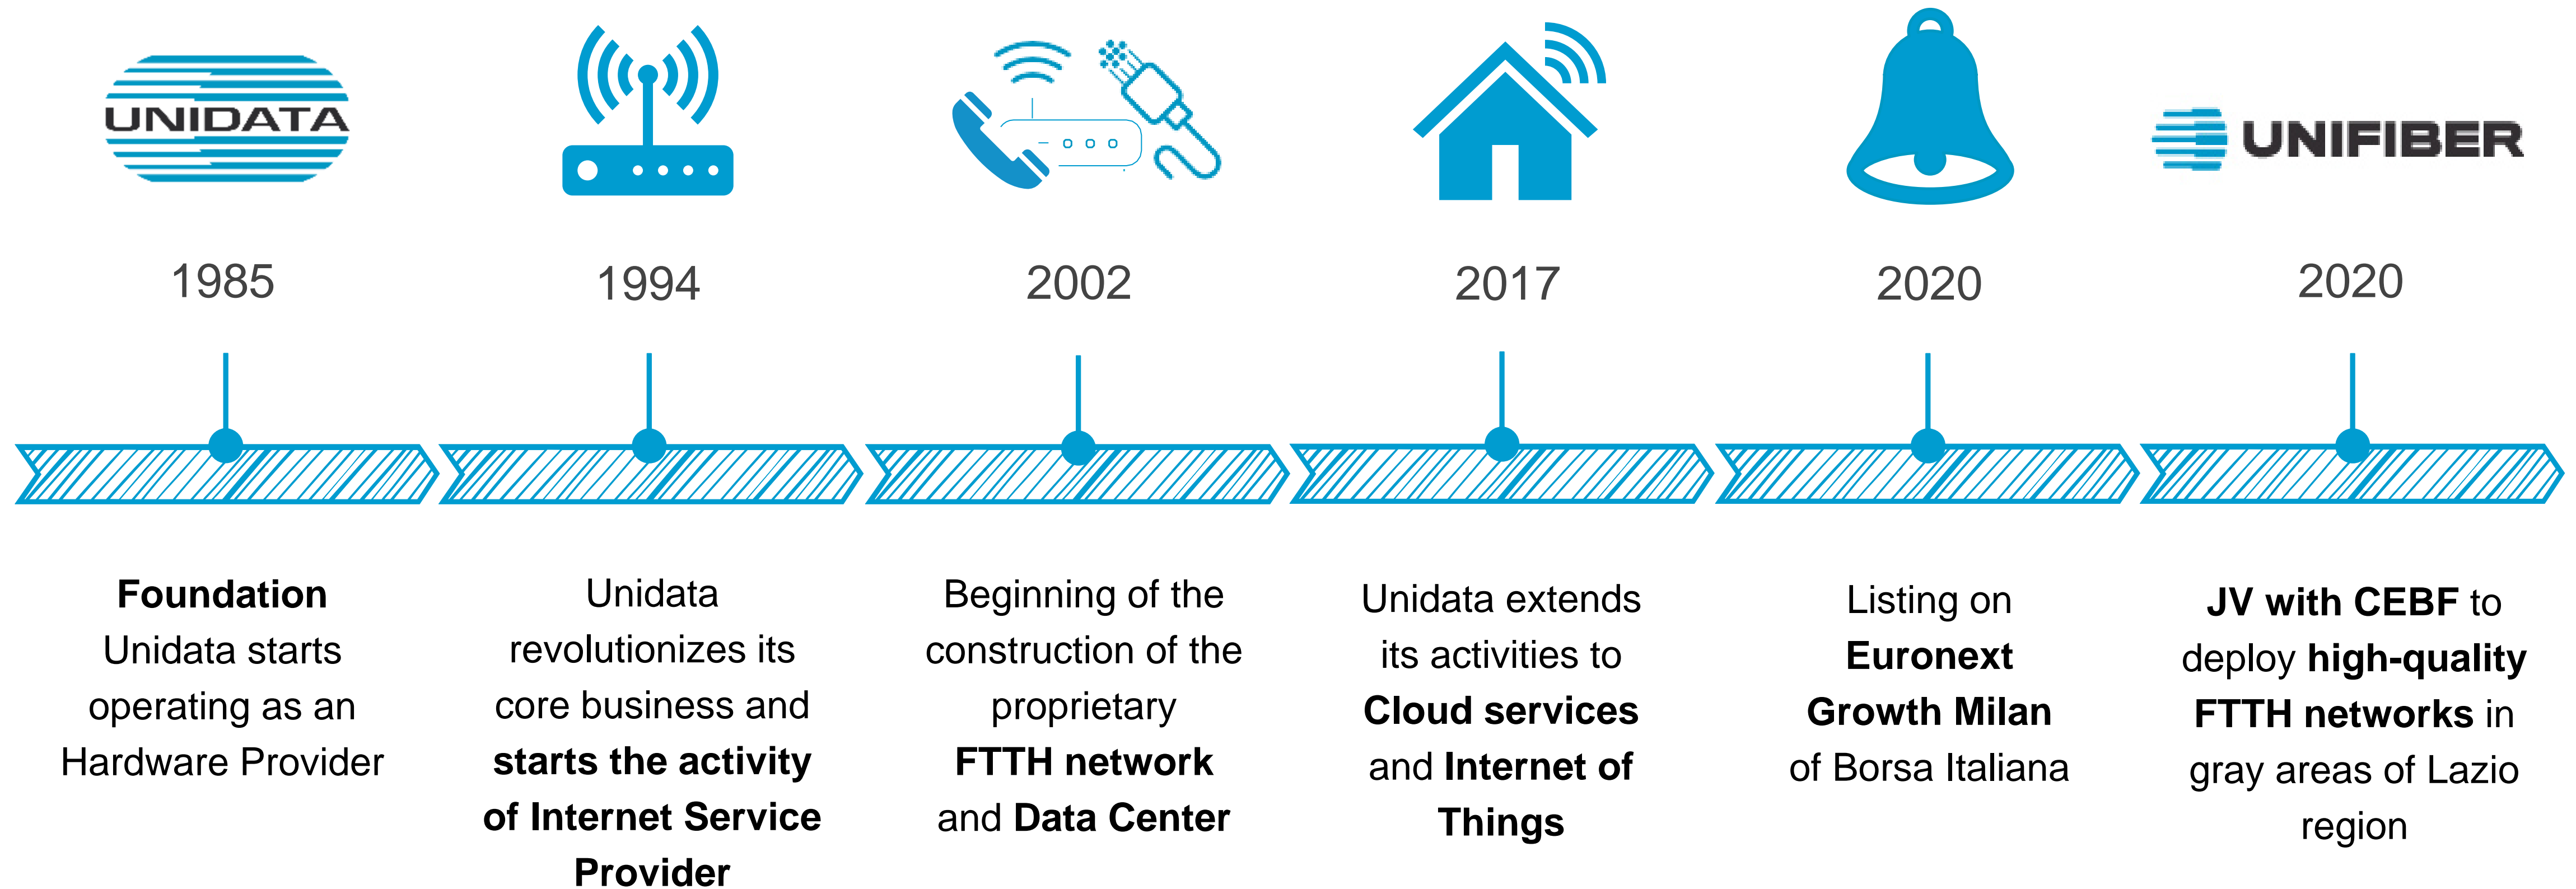 UNIDATA
UNIFIBER
1985
1994
2002
2017
2020
2020
Foundation
Unidata starts
operating as an
Hardware Provider
Unidata
revolutionizes its
core business and
starts the activity
of Internet Service
Provider
Beginning of the
construction of the
proprietary
FTTH network
and Data Center
Unidata extends
its activities to
Cloud services
and Internet of
Things
Listing on
Euronext
Growth Milan
of Borsa Italiana
JV with CEBF to
deploy high-quality
FTTH networks in
gray areas of Lazio
region